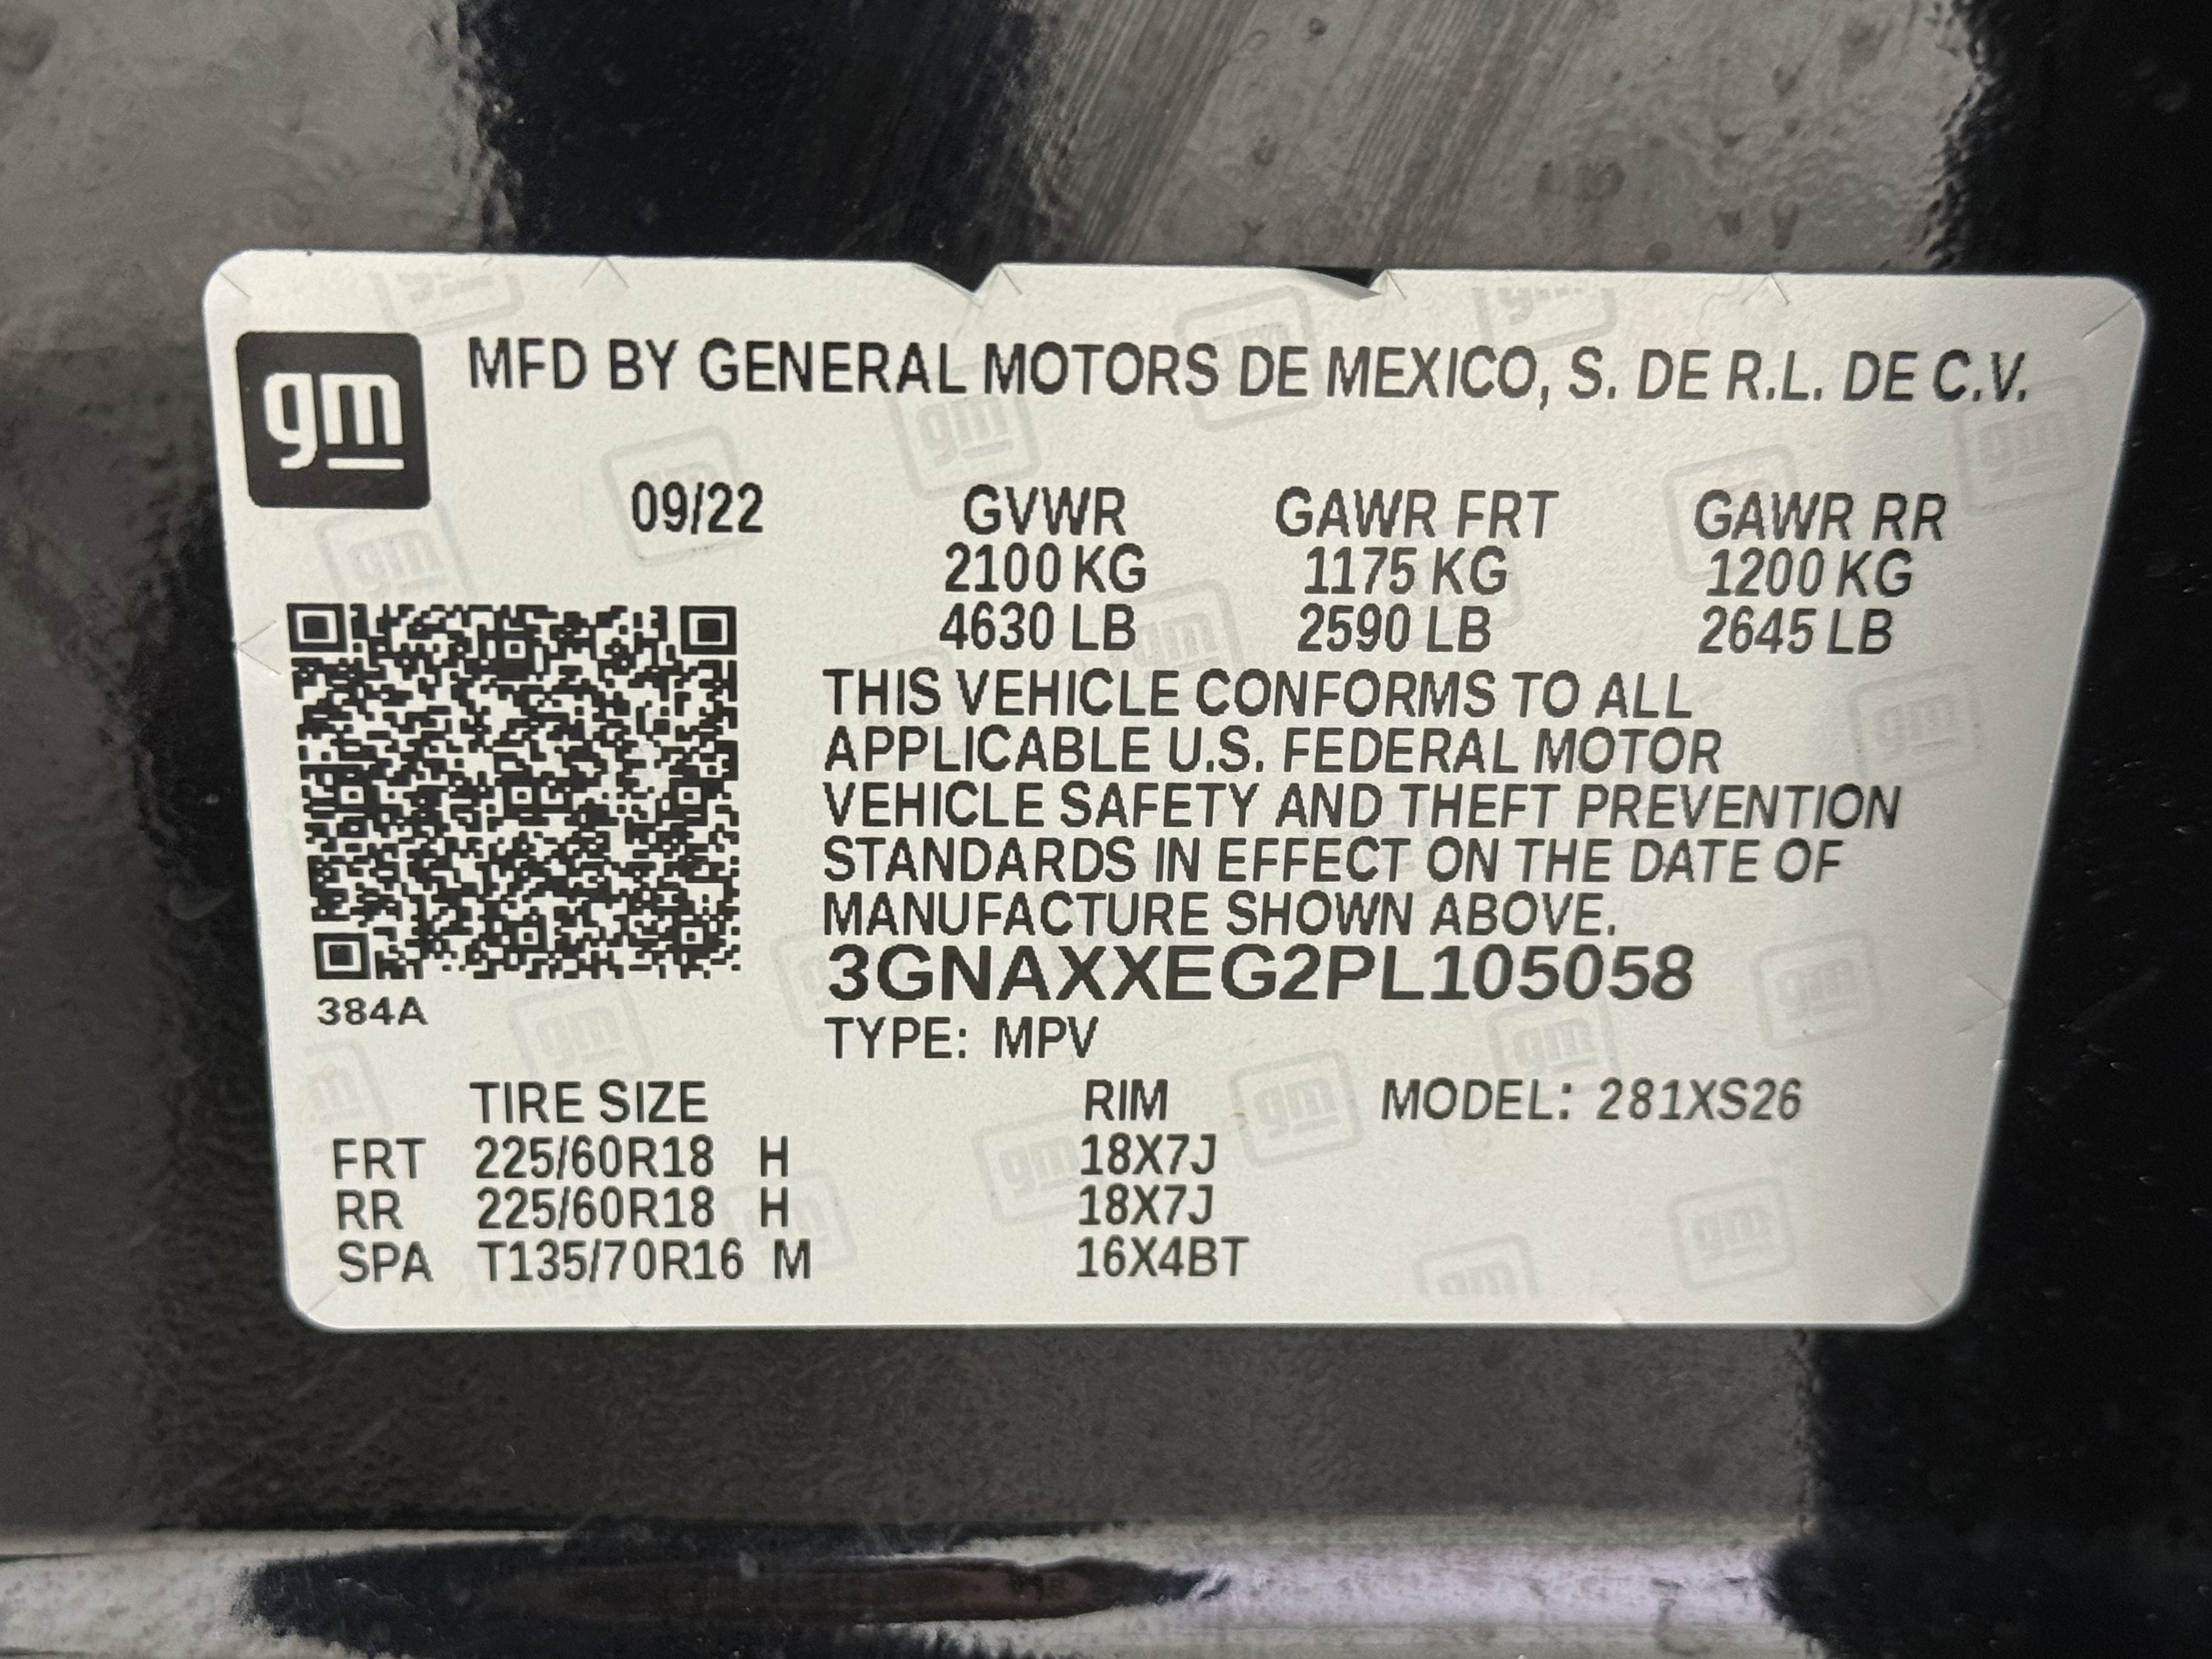 gm MFD BY GENERAL MOTORS DE MEXICO, S. DE R.L. DE C.V.
09/22 GVWR GAWR FRT GAWR RR
2100 KG 1175 KG 1200 KG
4630 LB 2590 LB 2645 LB
THIS VEHICLE CONFORMS TO ALL
APPLICABLE U.S. FEDERAL MOTOR
VEHICLE SAFETY AND THEFT PREVENTION
STANDARDS IN EFFECT ON THE DATE OF
MANUFACTURE SHOWN ABOVE.
3GNAXXEG2PL105058
384A
TYPE: MPV
TIRE SIZE RIM MODEL: 281XS26
FRT 225/60R18 H 18X7J
RR 225/60R18 H 18X7J
SPA T135/70R16 M 16X4BT